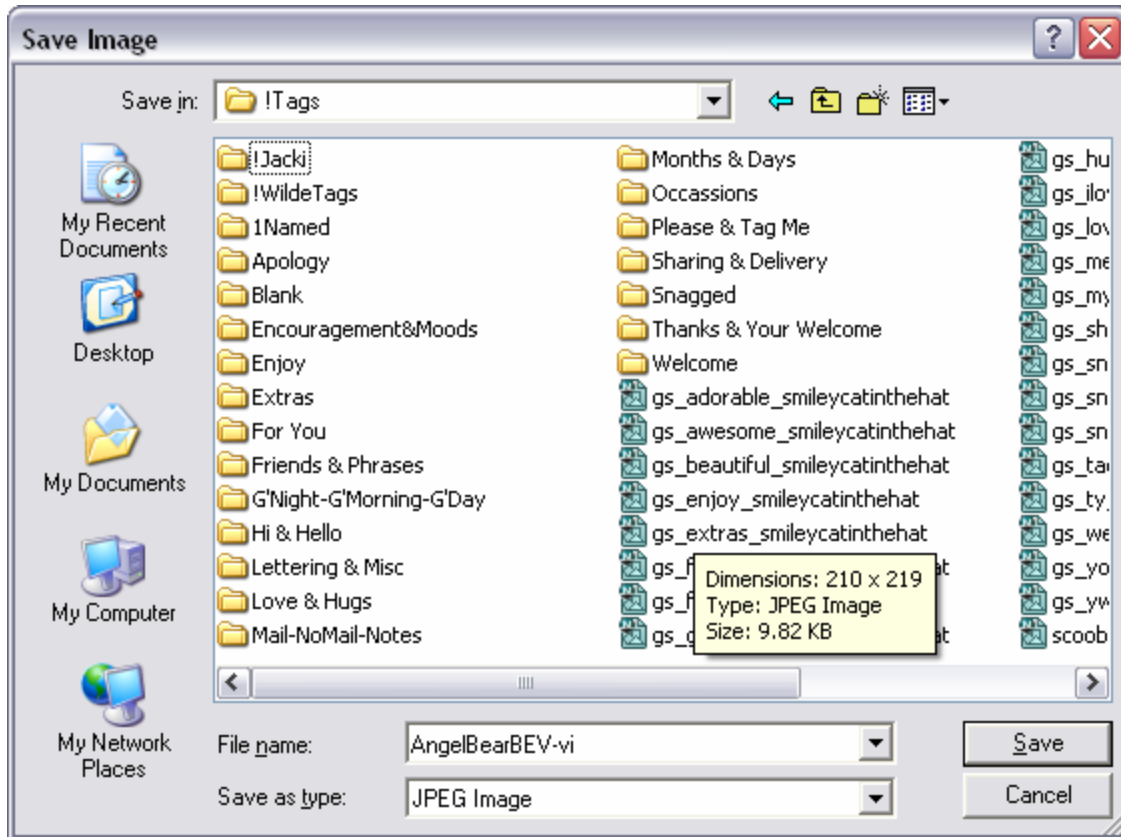 Save Image
Save in:
!Tags
My Recent
Documents
Desktop
My Documents
My Computer
My Network
Places
!Jacki
!WildeTags
1Named
Apology
Blank
Encouragement&Moods
Enjoy
Extras
For You
Friends & Phrases
G'Night-G'Morning-G'Day
Hi & Hello
Lettering & Misc
Love & Hugs
Mail-NoMail-Notes
Months & Days
Occassions
Please & Tag Me
Sharing & Delivery
Snagged
Thanks & Your Welcome
Welcome
gs_adorable_smileycatinthehat
gs_awesome_smileycatinthehat
gs_beautiful_smileycatinthehat
gs_enjoy_smileycatinthehat
gs_extras_smileycatinthehat
Dimensions: 210 x 219
Type: JPEG Image
Size: 9.82 KB
File name:
AngelBearBEV-vi
Save as type:
JPEG Image
Save
Cancel